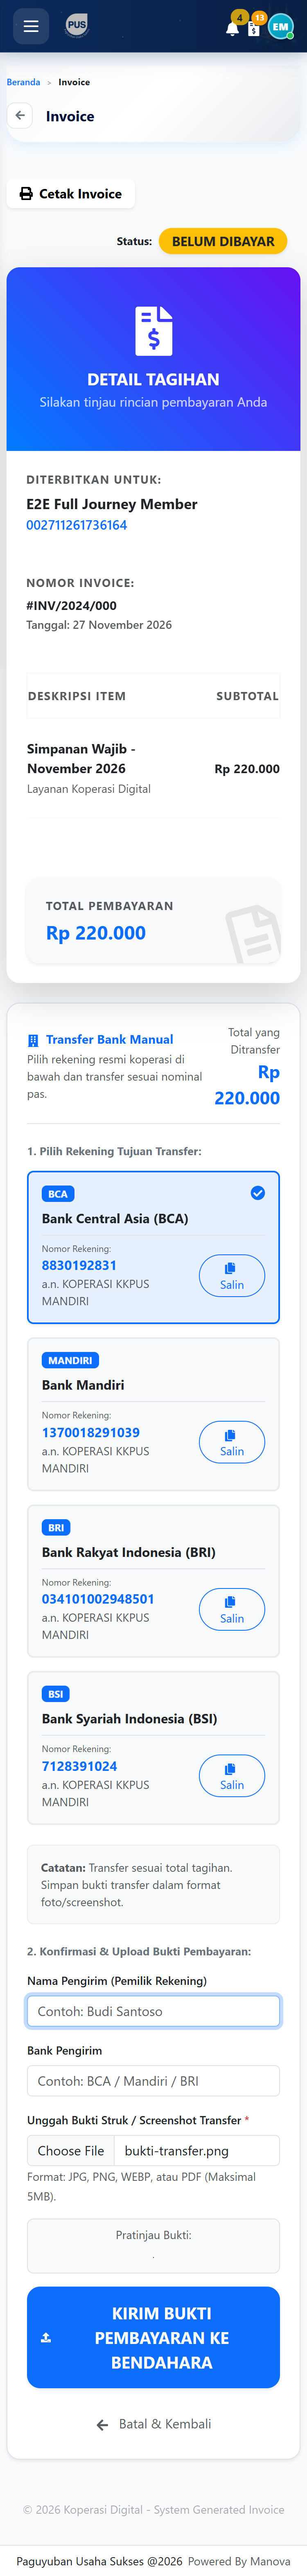 PUS
4
13
EM
Beranda > Invoice
Invoice
Cetak Invoice
Status: BELUM DIBAYAR
DETAIL TAGIHAN
Silakan tinjau rincian pembayaran Anda
DITERBITKAN UNTUK:
E2E Full Journey Member
002711261736164
NOMOR INVOICE:
#INV/2024/000
Tanggal: 27 November 2026
DESKRIPSI ITEM SUBTOTAL
Simpanan Wajib -
November 2026 Rp 220.000
Layanan Koperasi Digital
TOTAL PEMBAYARAN
Rp 220.000
Transfer Bank Manual
Pilih rekening resmi koperasi di
bawah dan transfer sesuai nominal
pas.
Total yang
Ditransfer
Rp
220.000
1. Pilih Rekening Tujuan Transfer:
BCA
Bank Central Asia (BCA)
Nomor Rekening:
8830192831
a.n. KOPERASI KKPUS
MANDIRI
Salin
MANDIRI
Bank Mandiri
Nomor Rekening:
1370018291039
a.n. KOPERASI KKPUS
MANDIRI
Salin
BRI
Bank Rakyat Indonesia (BRI)
Nomor Rekening:
034101002948501
a.n. KOPERASI KKPUS
MANDIRI
Salin
BSI
Bank Syariah Indonesia (BSI)
Nomor Rekening:
7128391024
a.n. KOPERASI KKPUS
MANDIRI
Salin
Catatan: Transfer sesuai total tagihan.
Simpan bukti transfer dalam format
foto/screenshot.
2. Konfirmasi & Upload Bukti Pembayaran:
Nama Pengirim (Pemilik Rekening)
Contoh: Budi Santoso
Bank Pengirim
Contoh: BCA / Mandiri / BRI
Unggah Bukti Struk / Screenshot Transfer *
Choose File bukti-transfer.png
Format: JPG, PNG, WEBP, atau PDF (Maksimal
5MB).
Pratinjau Bukti:
KIRIM BUKTI
PEMBAYARAN KE
BENDAHARA
Batal & Kembali
© 2026 Koperasi Digital - System Generated Invoice
Paguyuban Usaha Sukses @2026 Powered By Manova